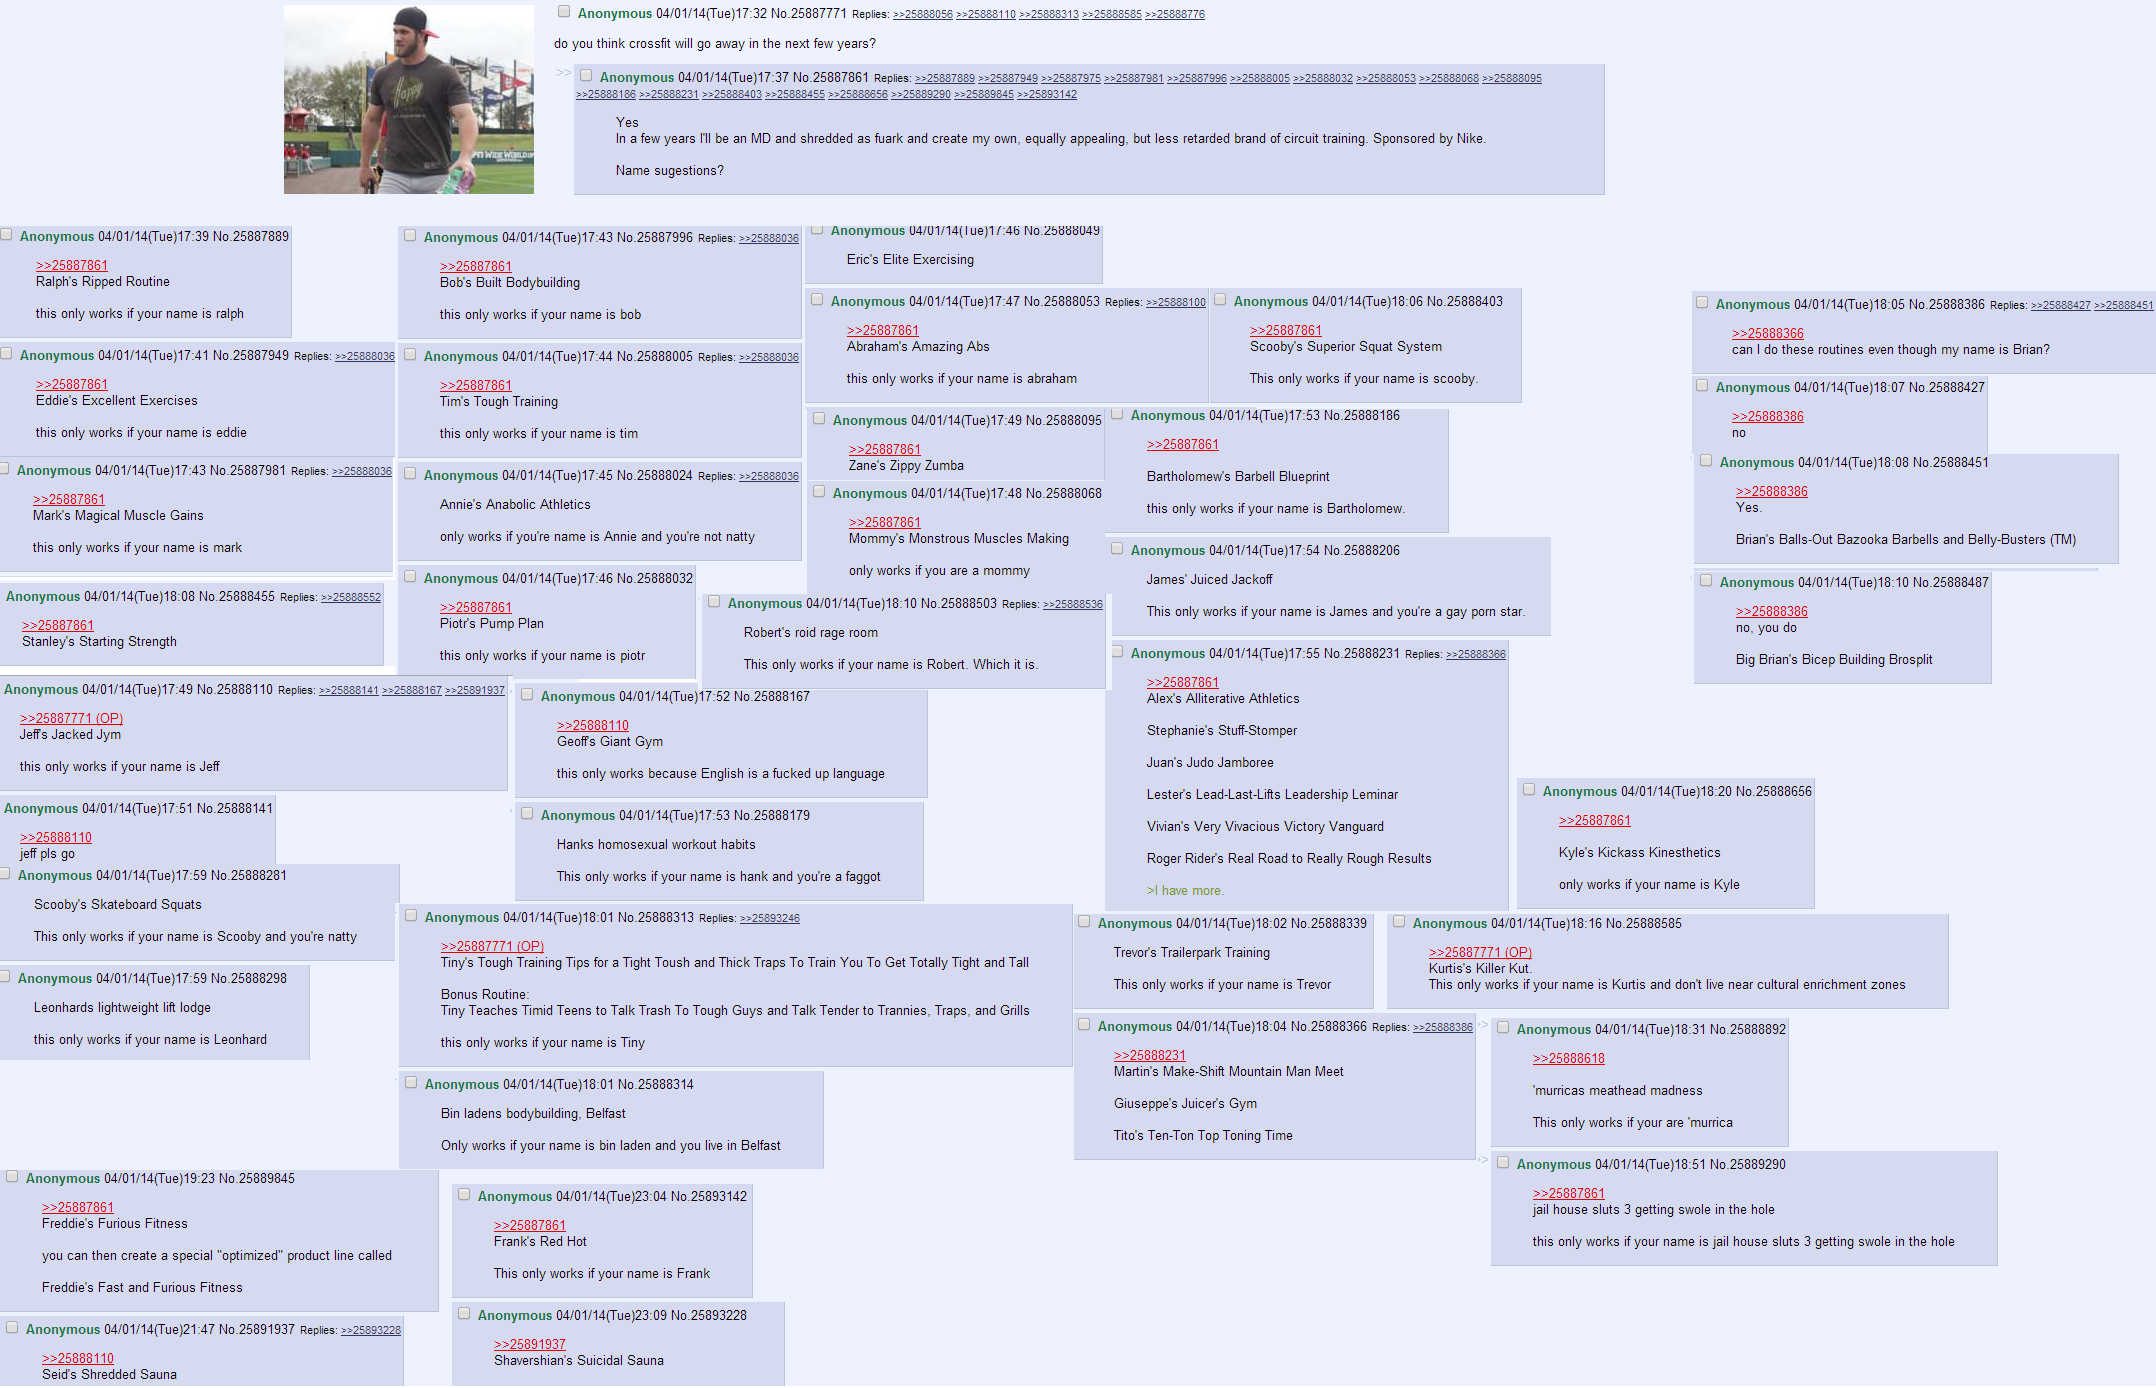 Anonymous 04/01/14(Tue)17:32 No.25887771 Replies: >>25888056 >>25888110 >>25888313 >>25888585 >>25888776
do you think crossfit will go away in the next few years?
>> Anonymous 04/01/14(Tue)17:37 No.25887861 Replies: >>25887889 >>25887949 >>25887975 >>25887981 >>25887996 >>25888005 >>25888032 >>25888053 >>25888068 >>25888095
>>25888186 >>25888231 >>25888403 >>25888455 >>25888656 >>25889290 >>25889845 >>25893142
Yes
In a few years I'll be an MD and shredded as fuark and create my own, equally appealing, but less retarded brand of circuit training. Sponsored by Nike.
Name sugestions?
Happy
Anonymous 04/01/14(Tue)17:39 No.25887889
>>25887861
Ralph's Ripped Routine
this only works if your name is ralph
Anonymous 04/01/14(Tue)17:41 No.25887949 Replies: >>25888036
>>25887861
Eddie's Excellent Exercises
this only works if your name is eddie
Anonymous 04/01/14(Tue)17:43 No.25887981 Replies: >>25888036
>>25887861
Mark's Magical Muscle Gains
this only works if your name is mark
Anonymous 04/01/14(Tue)18:08 No.25888455 Replies: >>25888552
>>25887861
Stanley's Starting Strength
Anonymous 04/01/14(Tue)17:43 No.25887996 Replies: >>25888036
>>25887861
Bob's Built Bodybuilding
this only works if your name is bob
Anonymous 04/01/14(Tue)17:44 No.25888005 Replies: >>25888036
>>25887861
Tim's Tough Training
this only works if your name is tim
Anonymous 04/01/14(Tue)17:45 No.25888024 Replies: >>25888036
Annie's Anabolic Athletics
only works if you're name is Annie and you're not natty
Anonymous 04/01/14(Tue)17:46 No.25888032
>>25887861
Piotr's Pump Plan
this only works if your name is piotr
Anonymous 04/01/14(Tue)17:46 No.25888049
Eric's Elite Exercising
Anonymous 04/01/14(Tue)17:47 No.25888053 Replies: >>25888100
>>25887861
Abraham's Amazing Abs
this only works if your name is abraham
Anonymous 04/01/14(Tue)18:06 No.25888403
>>25887861
Scooby's Superior Squat System
This only works if your name is scooby.
Anonymous 04/01/14(Tue)17:49 No.25888095
>>25887861
Zane's Zippy Zumba
Anonymous 04/01/14(Tue)17:48 No.25888068
>>25887861
Mommy's Monstrous Muscles Making
only works if you are a mommy
Anonymous 04/01/14(Tue)18:10 No.25888503 Replies: >>25888536
Robert's roid rage room
This only works if your name is Robert. Which it is.
Anonymous 04/01/14(Tue)17:53 No.25888186
>>25887861
Bartholomew's Barbell Blueprint
this only works if your name is Bartholomew.
Anonymous 04/01/14(Tue)17:54 No.25888206
James' Juiced Jackoff
This only works if your name is James and you're a gay porn star.
Anonymous 04/01/14(Tue)17:55 No.25888231 Replies: >>25888366
>>25887861
Alex's Alliterative Athletics
Stephanie's Stuff-Stomper
Juan's Judo Jamboree
Lester's Lead-Last-Lifts Leadership Leminar
Vivian's Very Vivacious Victory Vanguard
Roger Rider's Real Road to Really Rough Results
>I have more.
Anonymous 04/01/14(Tue)18:05 No.25888386 Replies: >>25888427 >>25888451
>>25888366
can I do these routines even though my name is Brian?
Anonymous 04/01/14(Tue)18:07 No.25888427
>>25888386
no
Anonymous 04/01/14(Tue)18:08 No.25888451
>>25888386
Yes.
Brian's Balls-Out Bazooka Barbells and Belly-Busters (TM)
Anonymous 04/01/14(Tue)18:10 No.25888487
>>25888386
no, you do
Big Brian's Bicep Building Brosplit
Anonymous 04/01/14(Tue)17:49 No.25888110 Replies: >>25888141 >>25888167 >>25891937
>>25887771 (OP)
Jeff's Jacked Jym
this only works if your name is Jeff
Anonymous 04/01/14(Tue)17:51 No.25888141
>>25888110
jeff pls go
Anonymous 04/01/14(Tue)17:52 No.25888167
>>25888110
Geoff's Giant Gym
this only works because English is a fucked up language
Anonymous 04/01/14(Tue)17:53 No.25888179
Hanks homosexual workout habits
This only works if your name is hank and you're a faggot
Anonymous 04/01/14(Tue)18:20 No.25888656
>>25887861
Kyle's Kickass Kinesthetics
only works if your name is Kyle
Anonymous 04/01/14(Tue)17:59 No.25888281
Scooby's Skateboard Squats
This only works if your name is Scooby and you're natty
Anonymous 04/01/14(Tue)17:59 No.25888298
Leonhards lightweight lift lodge
this only works if your name is Leonhard
Anonymous 04/01/14(Tue)18:01 No.25888313 Replies: >>25893246
>>25887771 (OP)
Tiny's Tough Training Tips for a Tight Toush and Thick Traps To Train You To Get Totally Tight and Tall
Bonus Routine:
Tiny Teaches Timid Teens to Talk Trash To Tough Guys and Talk Tender to Trannies, Traps, and Grills
this only works if your name is Tiny
Anonymous 04/01/14(Tue)18:01 No.25888314
Bin ladens bodybuilding, Belfast
Only works if your name is bin laden and you live in Belfast
Anonymous 04/01/14(Tue)18:02 No.25888339
Trevor's Trailerpark Training
This only works if your name is Trevor
Anonymous 04/01/14(Tue)18:16 No.25888585
>>25887771 (OP)
Kurtis's Killer Kut.
This only works if your name is Kurtis and don't live near cultural enrichment zones
Anonymous 04/01/14(Tue)18:04 No.25888366 Replies: >>25888386
>>25888231
Martin's Make-Shift Mountain Man Meet
Giuseppe's Juicer's Gym
Tito's Ten-Ton Top Toning Time
Anonymous 04/01/14(Tue)18:31 No.25888892
>>25888618
'murricas meathead madness
This only works if your are 'murrica
Anonymous 04/01/14(Tue)18:51 No.25889290
>>25887861
jail house sluts 3 getting swole in the hole
this only works if your name is jail house sluts 3 getting swole in the hole
Anonymous 04/01/14(Tue)19:23 No.25889845
>>25887861
Freddie's Furious Fitness
you can then create a special "optimized" product line called
Freddie's Fast and Furious Fitness
Anonymous 04/01/14(Tue)21:47 No.25891937 Replies: >>25893228
>>25888110
Seid's Shredded Sauna
Anonymous 04/01/14(Tue)23:04 No.25893142
>>25887861
Frank's Red Hot
This only works if your name is Frank
Anonymous 04/01/14(Tue)23:09 No.25893228
>>25891937
Shavershian's Suicidal Sauna